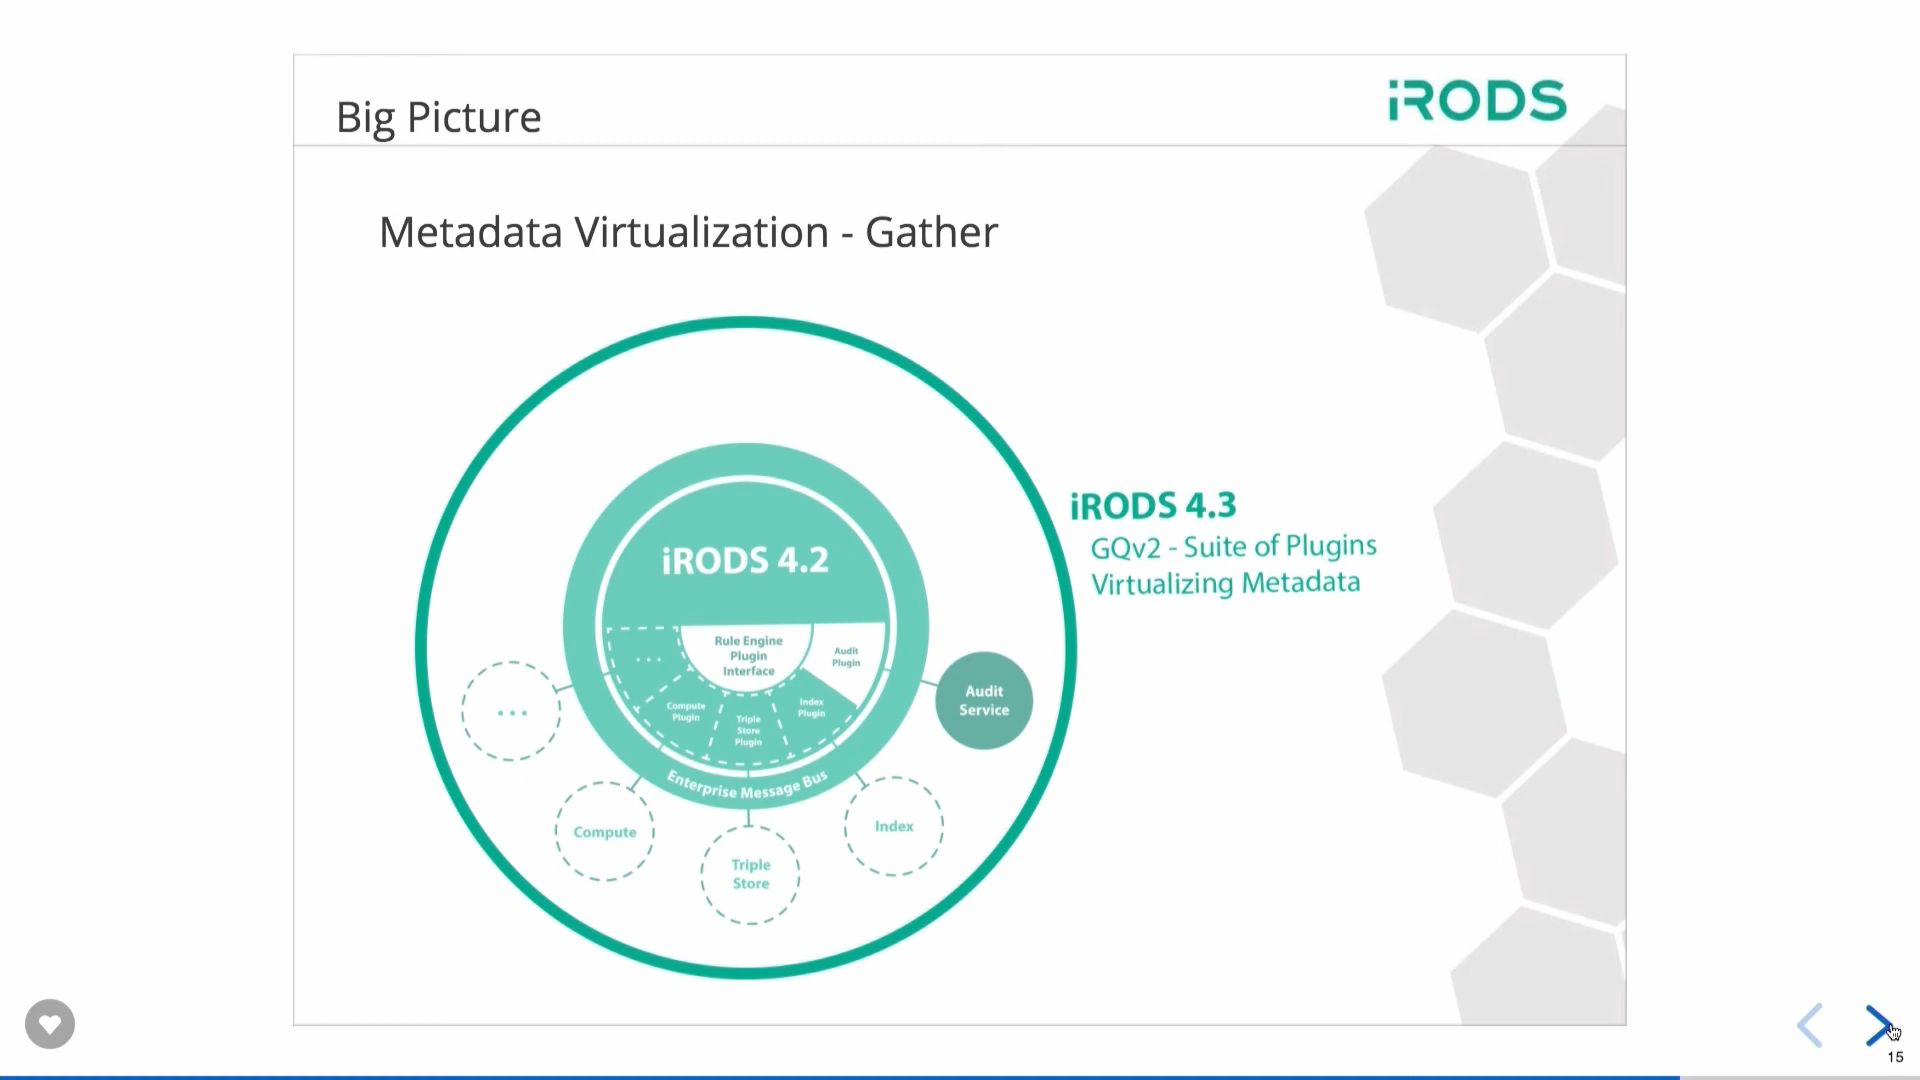 Big Picture
iRODS
Metadata Virtualization - Gather
iRODS 4.3
GQv2 - Suite of Plugins
Virtualizing Metadata
iRODS 4.2
Rule Engine
Plugin
Interface
Audit
Plugin
...
Compute
Plugin
Triple
Store
Plugin
Index
Plugin
Enterprise Message Bus
Audit
Service
...
Compute
Triple
Store
Index
15